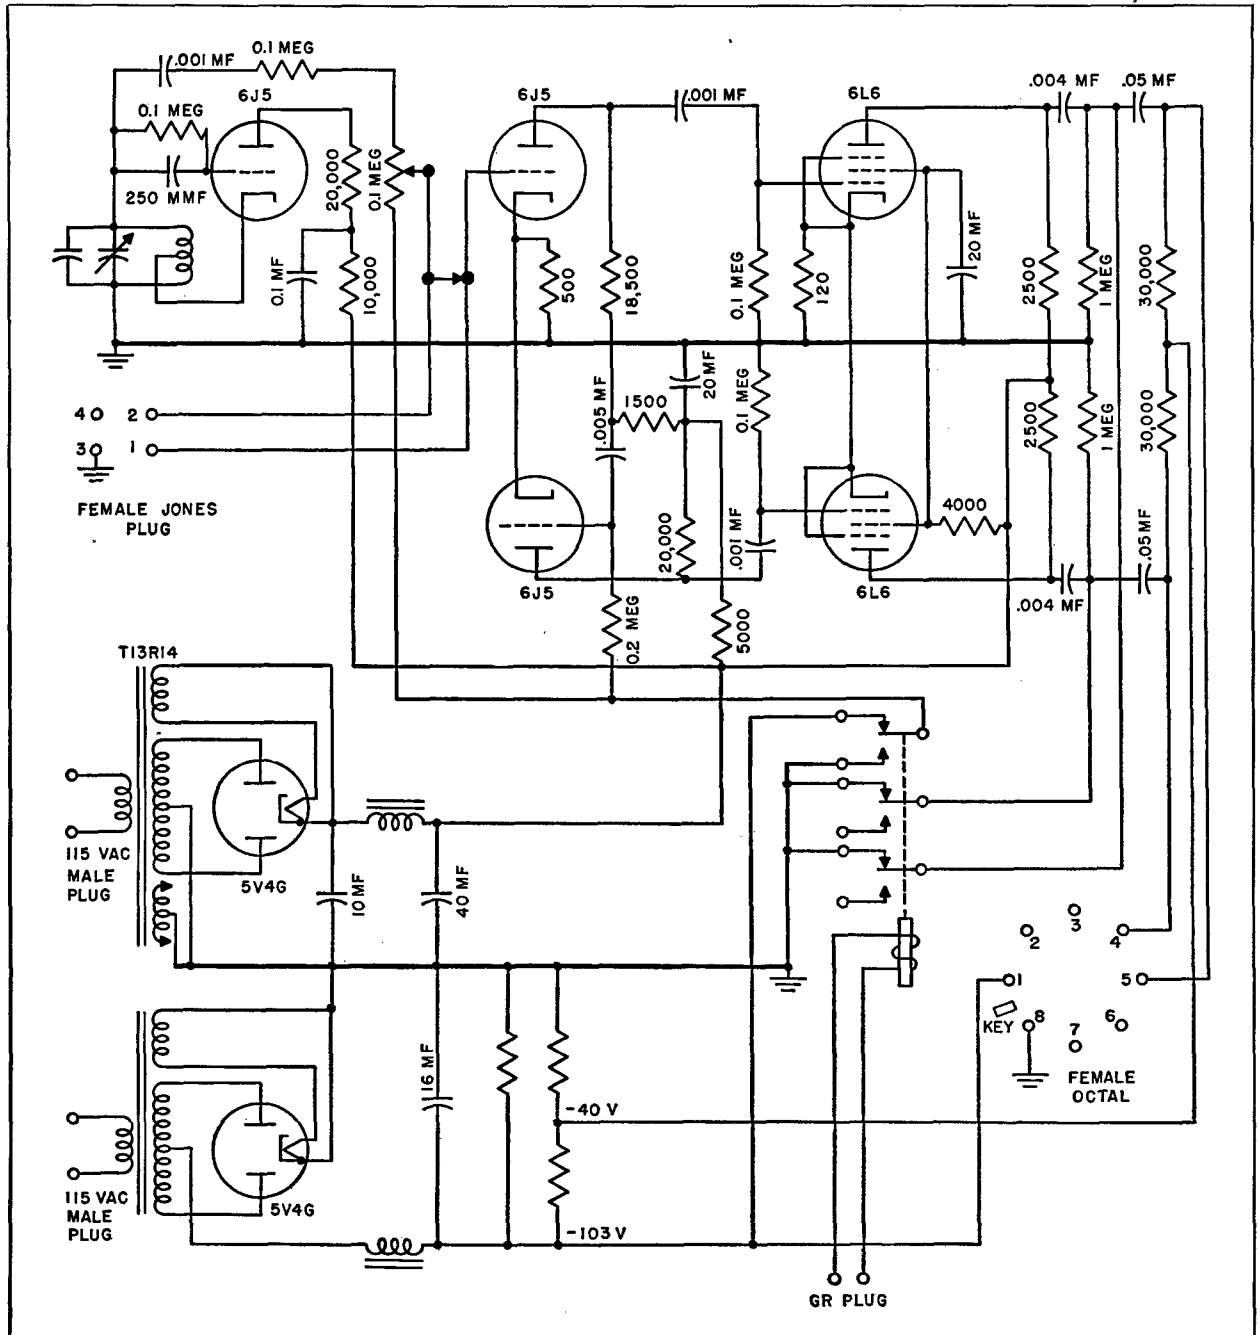 .001 MF
0.1 MEG
0.1 MEG
6J5
250 MMF
20,000
0.1 MEG
0.1 MF
10,000
6J5
.001 MF
500
18,500
6L6
0.1 MEG
120
20 MF
.004 MF
.05 MF
2500
1 MEG
30,000
4
2
3
1
FEMALE JONES
PLUG
.005 MF
1500
20 MF
0.1 MEG
2500
1 MEG
30,000
6J5
20,000
.001 MF
6L6
4000
.004 MF
.05 MF
0.2 MEG
5000
T13R14
115 VAC
MALE
PLUG
5V4G
10 MF
40 MF
2
3
4
1
5
KEY
8
7
6
FEMALE
OCTAL
16 MF
-40 V
115 VAC
MALE
PLUG
5V4G
-103 V
GR PLUG